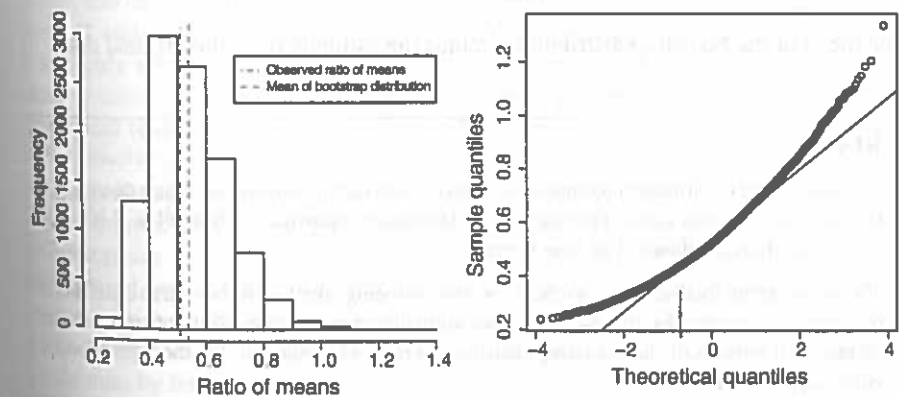 Frequency
0 500 1000 1500 2000 2500 3000
Observed ratio of means
Mean of bootstrap distribution
0.2 0.4 0.6 0.8 1.0 1.2 1.4
Ratio of means
Sample quantiles
0.2 0.4 0.6 0.8 1.0 1.2
-4 -2 0 2 4
Theoretical quantiles